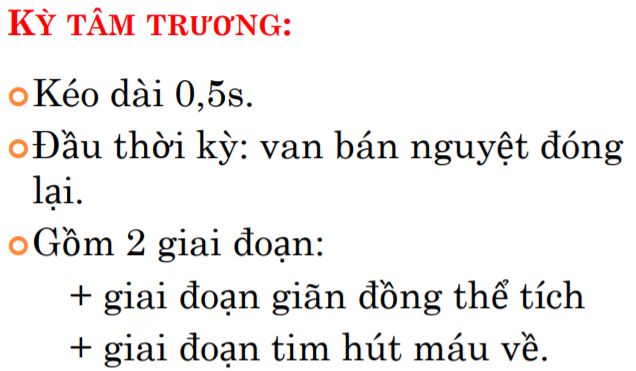 KỲ TÂM TRƯƠNG:
Kéo dài 0,5s.
Đầu thời kỳ: van bán nguyệt đóng
lại.
Gồm 2 giai đoạn:
+ giai đoạn giãn đồng thể tích
+ giai đoạn tim hút máu về.